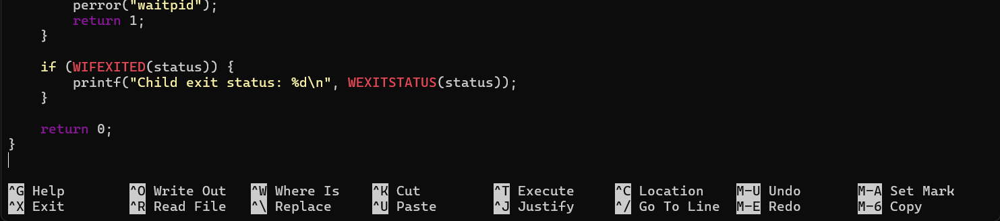 perror("waitpid");
        return 1;
    }

    if (WIFEXITED(status)) {
        printf("Child exit status: %d\n", WEXITSTATUS(status));
    }

    return 0;
}

^G Help ^O Write Out ^W Where Is ^K Cut ^T Execute ^C Location M-U Undo M-A Set Mark
^X Exit ^R Read File ^\ Replace ^U Paste ^J Justify ^/ Go To Line M-E Redo M-6 Copy